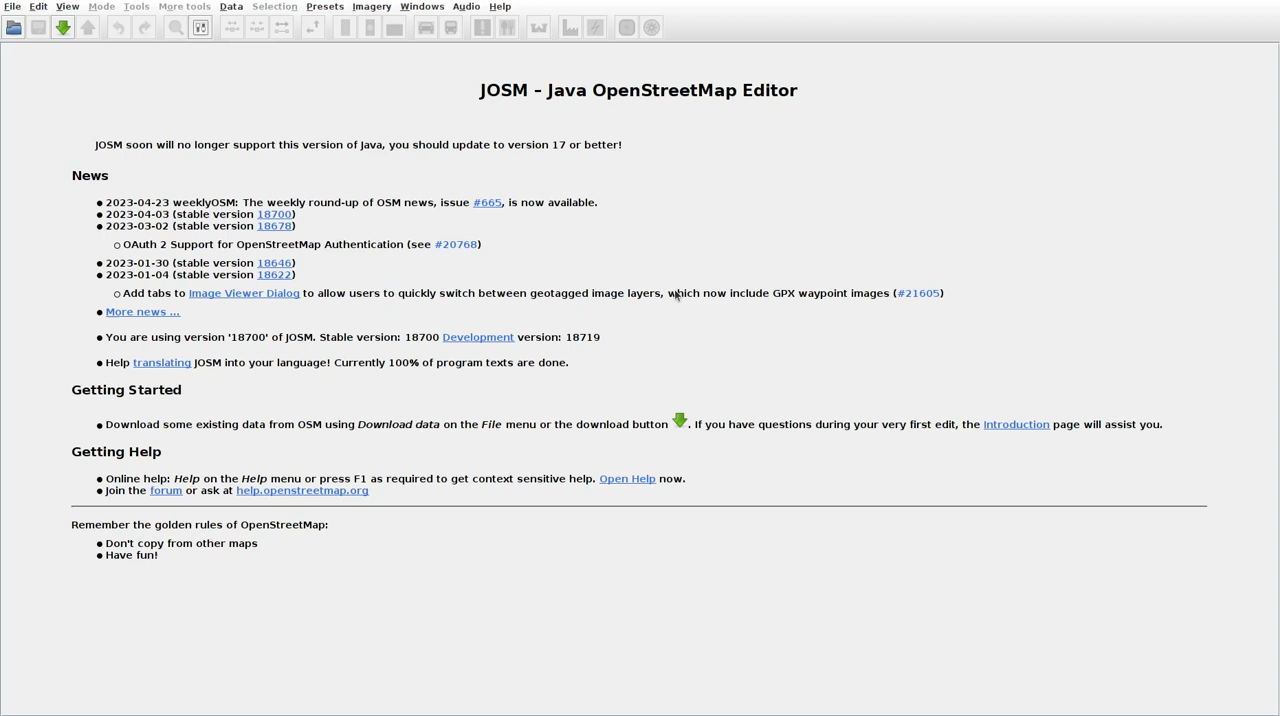 File Edit View Mode Tools More tools Data Selection Presets Imagery Windows Audio Help
JOSM – Java OpenStreetMap Editor
JOSM soon will no longer support this version of Java, you should update to version 17 or better!
News
● 2023-04-23 weeklyOSM: The weekly round-up of OSM news, issue #665, is now available.
● 2023-04-03 (stable version 18700)
● 2023-03-02 (stable version 18678)
○ OAuth 2 Support for OpenStreetMap Authentication (see #20768)
● 2023-01-30 (stable version 18646)
● 2023-01-04 (stable version 18622)
○ Add tabs to Image Viewer Dialog to allow users to quickly switch between geotagged image layers, which now include GPX waypoint images (#21605)
● More news ...
● You are using version '18700' of JOSM. Stable version: 18700 Development version: 18719
● Help translating JOSM into your language! Currently 100% of program texts are done.
Getting Started
● Download some existing data from OSM using Download data on the File menu or the download button . If you have questions during your very first edit, the Introduction page will assist you.
Getting Help
● Online help: Help on the Help menu or press F1 as required to get context sensitive help. Open Help now.
● Join the forum or ask at help.openstreetmap.org
Remember the golden rules of OpenStreetMap:
● Don't copy from other maps
● Have fun!